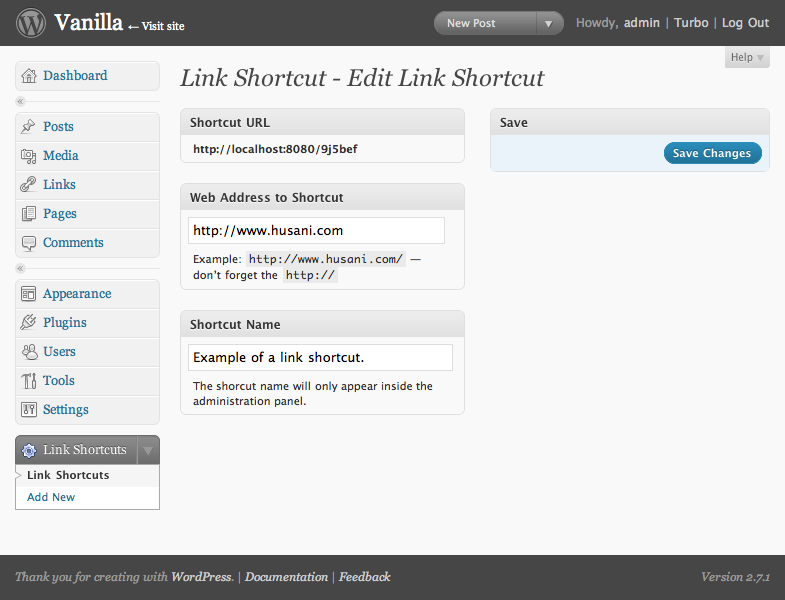 Vanilla ← Visit site
New Post
Howdy, admin | Turbo | Log Out
Help
Dashboard
Posts
Media
Links
Pages
Comments
Appearance
Plugins
Users
Tools
Settings
Link Shortcuts
Link Shortcuts
Add New
Link Shortcut - Edit Link Shortcut
Shortcut URL
http://localhost:8080/9j5bef
Web Address to Shortcut
http://www.husani.com
Example: http://www.husani.com/ —
don't forget the http://
Shortcut Name
Example of a link shortcut.
The shorcut name will only appear inside the
administration panel.
Save
Save Changes
Thank you for creating with WordPress. | Documentation | Feedback
Version 2.7.1